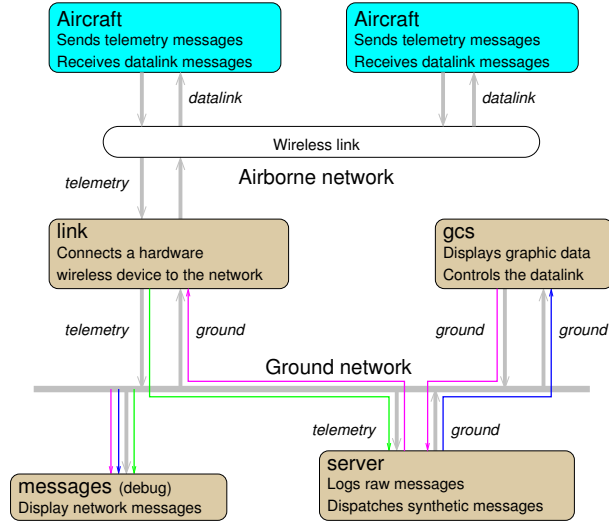 Aircraft
Sends telemetry messages
Receives datalink messages
Aircraft
Sends telemetry messages
Receives datalink messages
datalink
datalink
Wireless link
telemetry
Airborne network
link
Connects a hardware
wireless device to the network
gcs
Displays graphic data
Controls the datalink
telemetry
ground
ground
ground
Ground network
telemetry
ground
messages (debug)
Display network messages
server
Logs raw messages
Dispatches synthetic messages